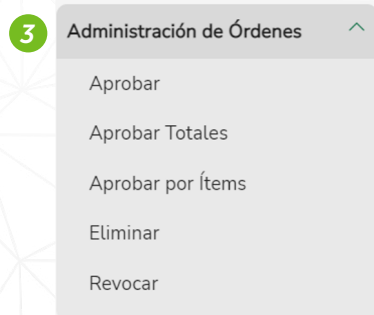 3 Administración de Órdenes
Aprobar
Aprobar Totales
Aprobar por Ítems
Eliminar
Revocar